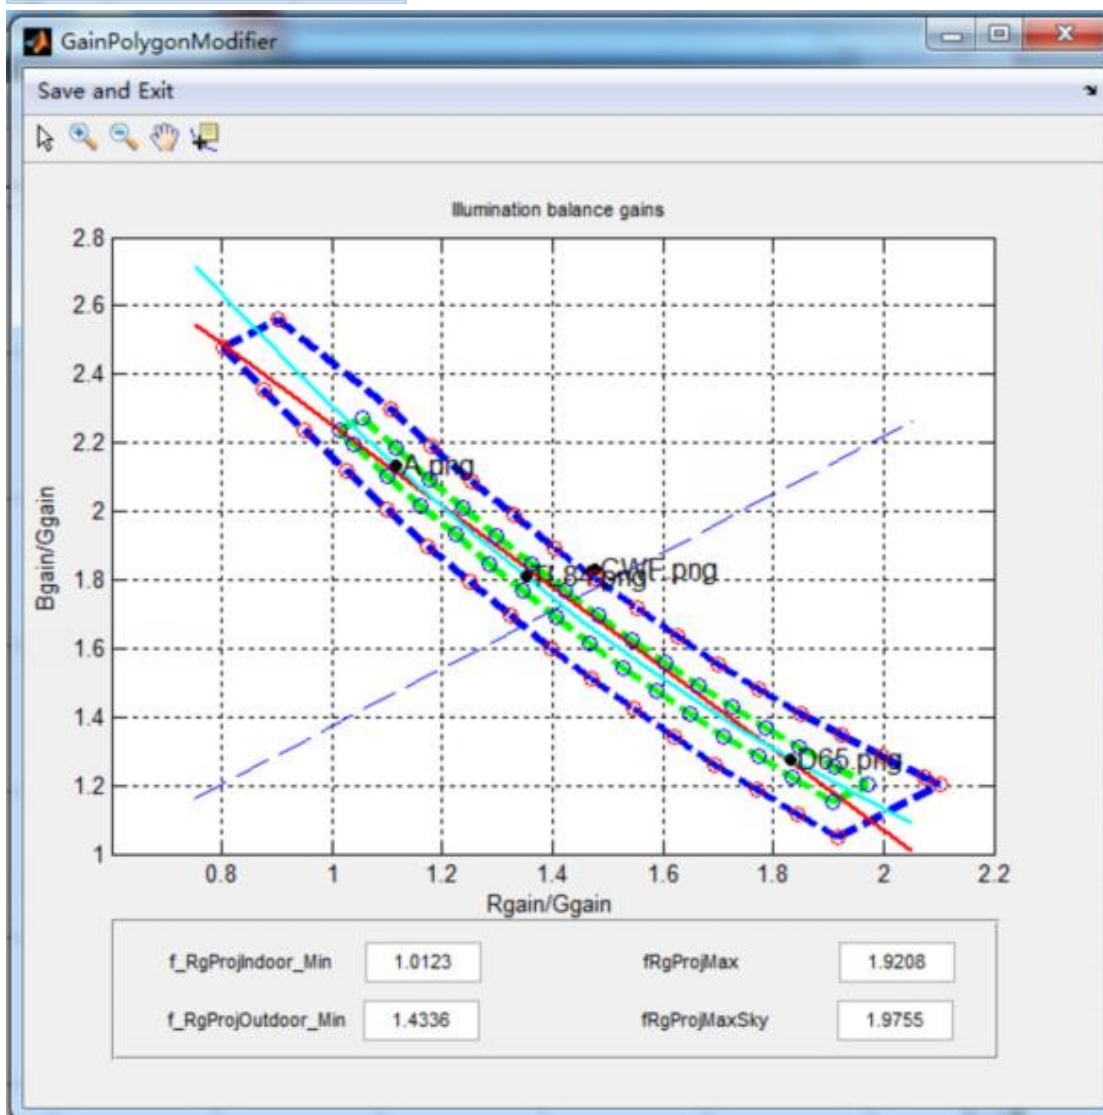 GainPolygonModifier
Save and Exit
Illumination balance gains
2.8
2.6
2.4
2.2
2
1.8
1.6
1.4
1.2
1
Bgain/Ggain
A.png
TL84.png
CWF.png
D65.png
0.8
1
1.2
1.4
1.6
1.8
2
2.2
Rgain/Ggain
f_RgProjIndoor_Min 1.0123 fRgProjMax 1.9208
f_RgProjOutdoor_Min 1.4336 fRgProjMaxSky 1.9755